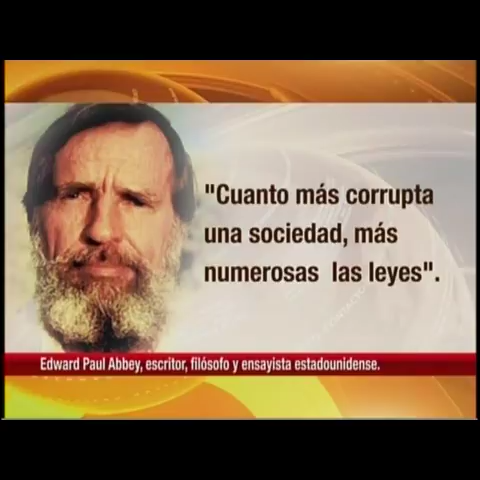 "Cuanto más corrupta
una sociedad, más
numerosas las leyes".
Edward Paul Abbey, escritor, filósofo y ensayista estadounidense.